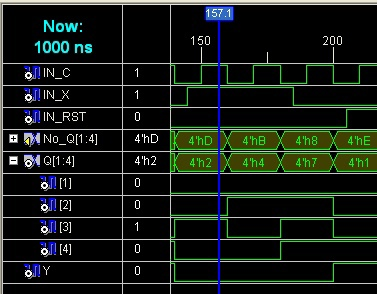 157.1
Now:
1000 ns
150 200
IN_C 1
IN_X 1
IN_RST 0
No_Q[1:4] 4'hD 4'hD 4'hB 4'h8 4'hE
Q[1:4] 4'h2 4'h2 4'h4 4'h7 4'h1
[1] 0
[2] 0
[3] 1
[4] 0
Y 0